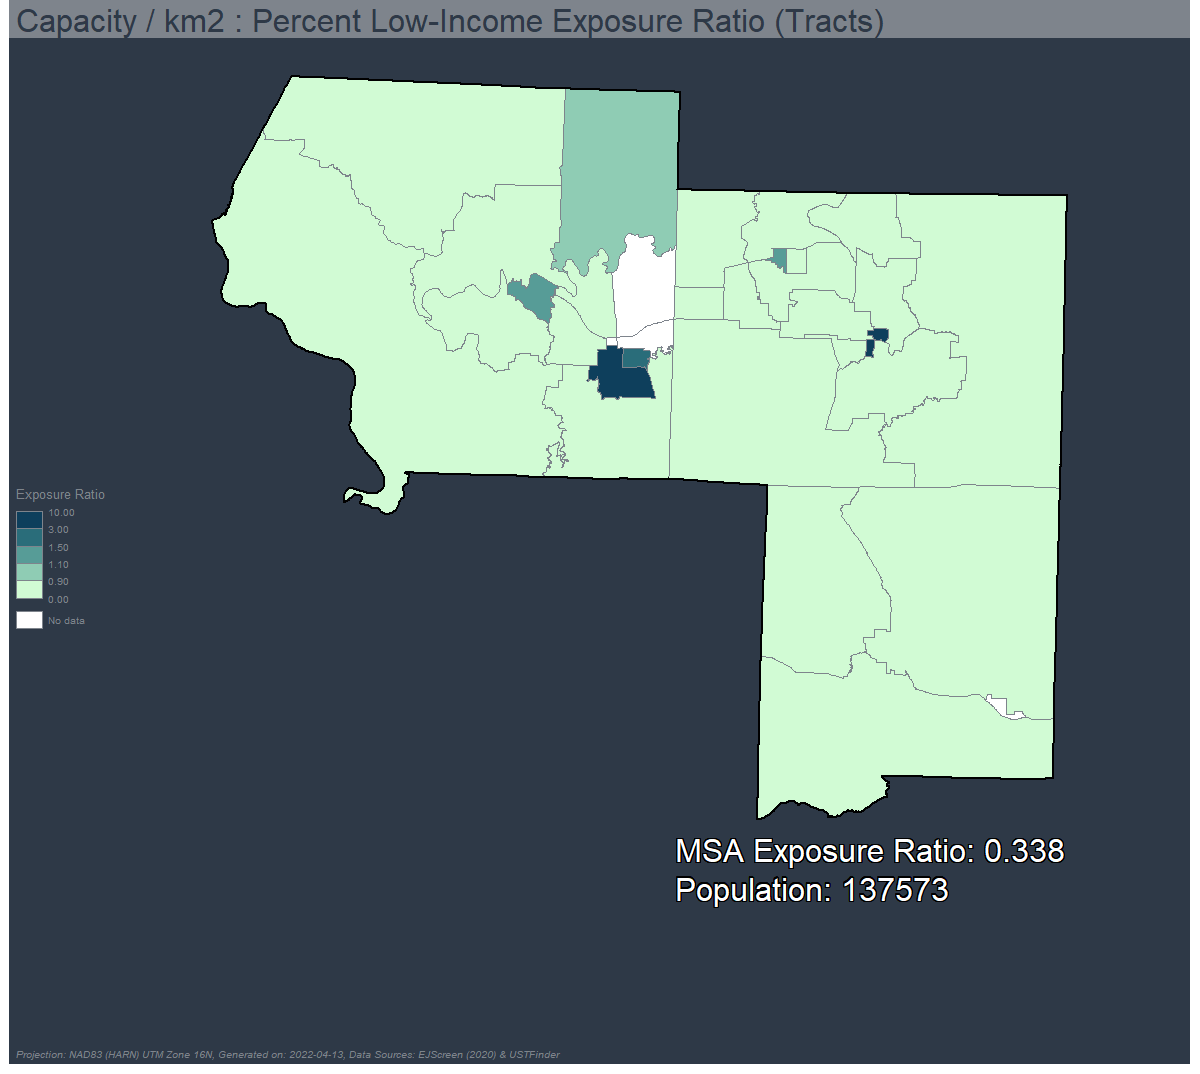 Capacity / km2 : Percent Low-Income Exposure Ratio (Tracts)
Exposure Ratio
10.00
3.00
1.50
1.10
0.90
0.00
No data
MSA Exposure Ratio: 0.338
Population: 137573
Projection: NAD83 (HARN) UTM Zone 16N, Generated on: 2022-04-13, Data Sources: EJScreen (2020) & USTFinder